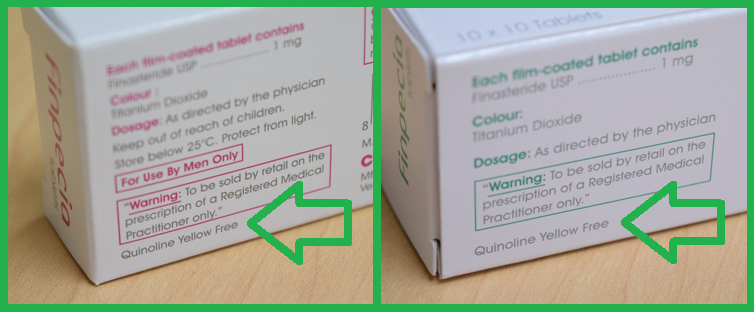 Finpecia
Each film-coated tablet contains
Finasteride USP ................... 1 mg
Colour :
Titanium Dioxide
Dosage: As directed by the physician
Keep out of reach of children.
Store below 25°C. Protect from light.
For Use By Men Only
"Warning: To be sold by retail on the
prescription of a Registered Medical
Practitioner only."
Quinoline Yellow Free
8
M.
C
Mf
Ve
10 x 10 Tablets
Finpecia
Each film-coated tablet contains
Finasteride USP ................... 1 mg
Colour:
Titanium Dioxide
Dosage: As directed by the physician
"Warning: To be sold by retail on the
prescription of a Registered Medical
Practitioner only."
Quinoline Yellow Free